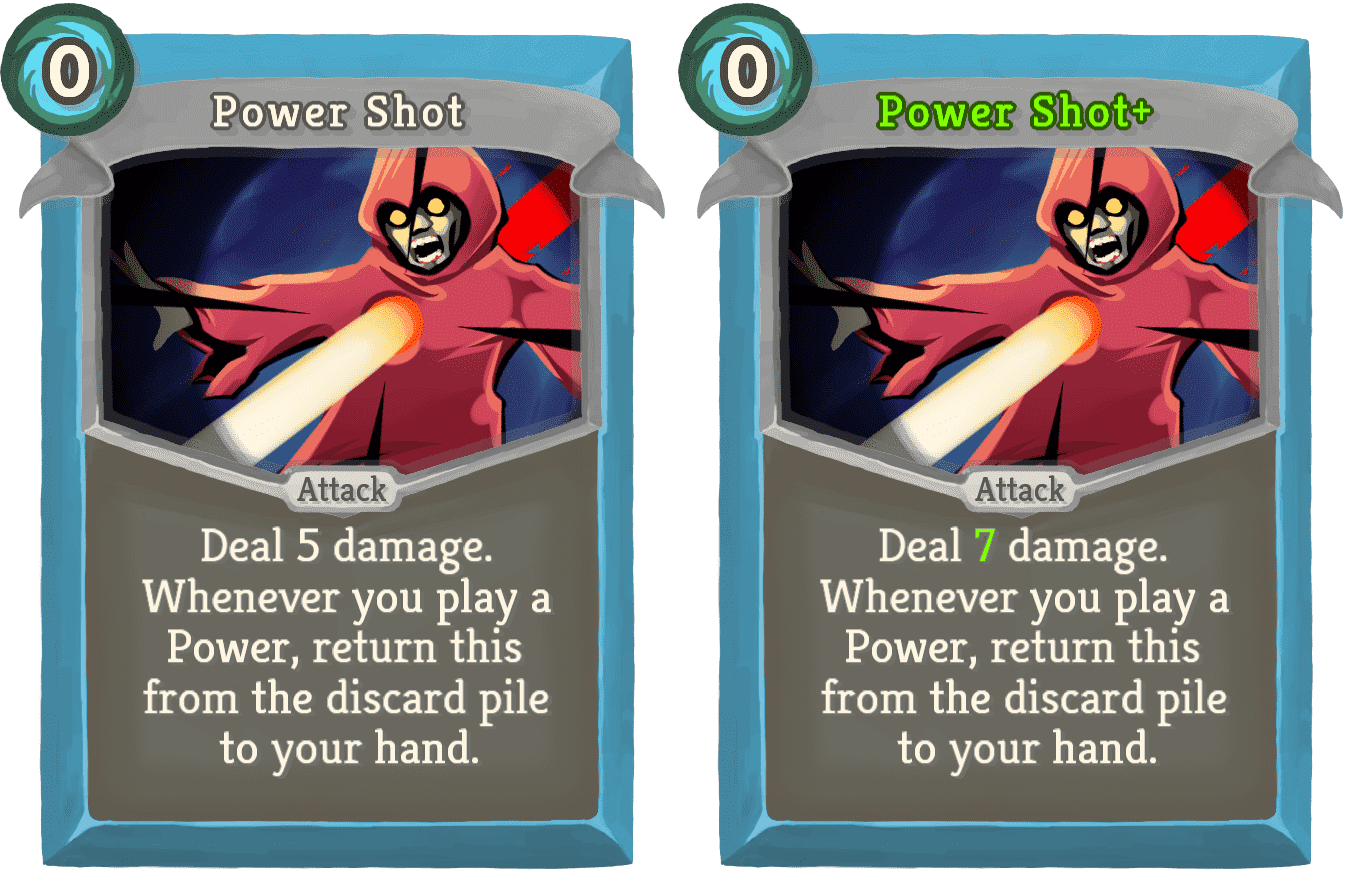 0
Power Shot
Attack
Deal 5 damage.
Whenever you play a
Power, return this
from the discard pile
to your hand.
0
Power Shot+
Attack
Deal 7 damage.
Whenever you play a
Power, return this
from the discard pile
to your hand.